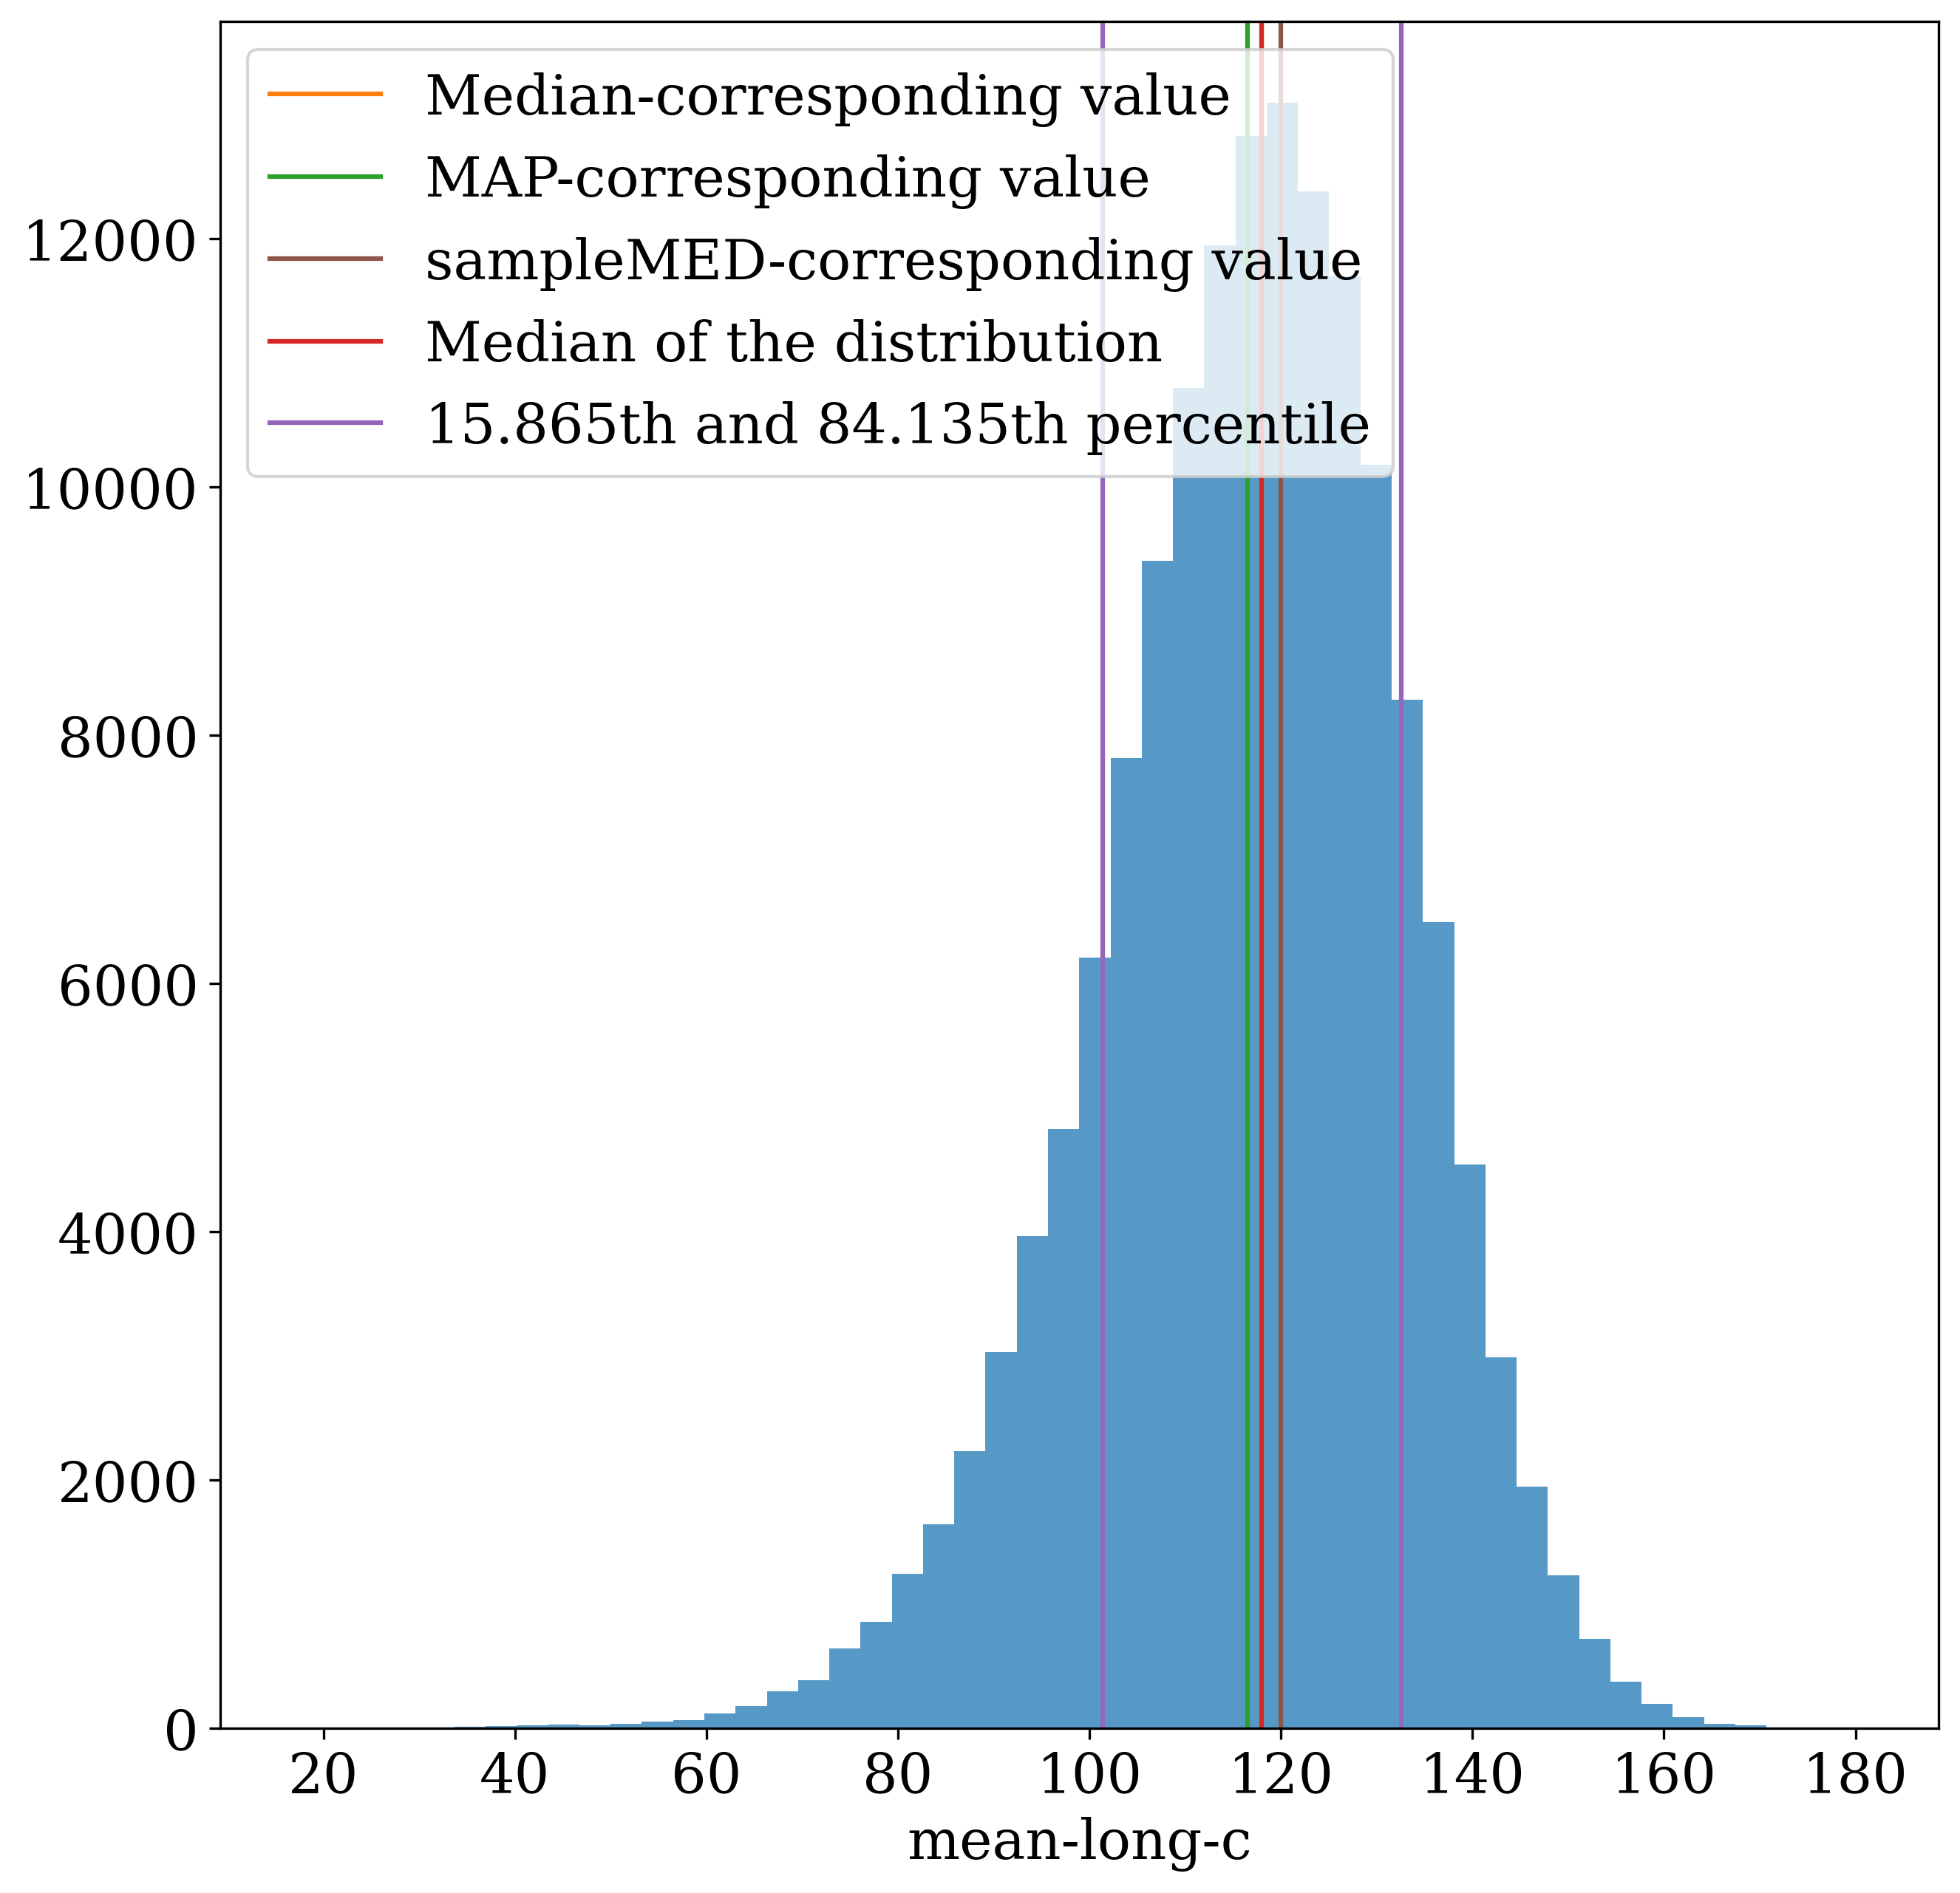 Median-corresponding value
MAP-corresponding value
sampleMED-corresponding value
Median of the distribution
15.865th and 84.135th percentile
12000
10000
8000
6000
4000
2000
0
20 40 60 80 100 120 140 160 180
mean-long-c